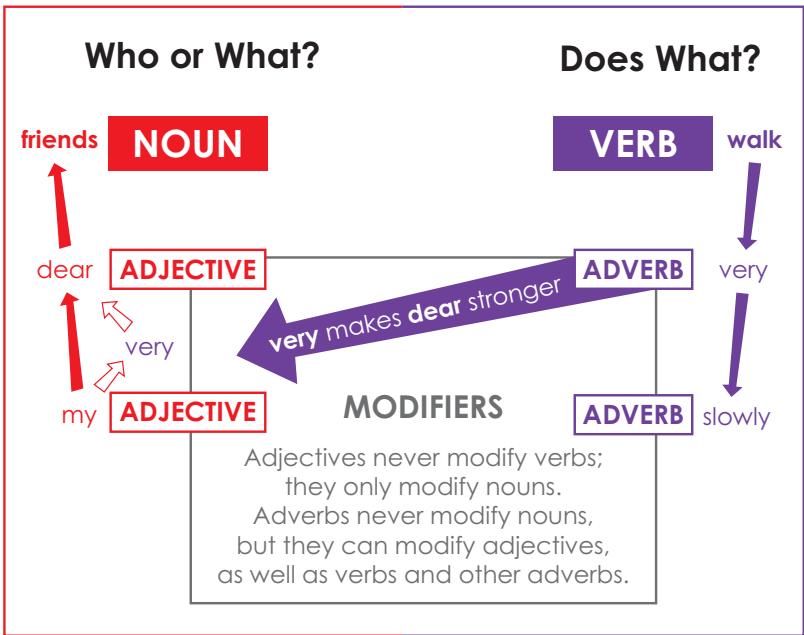 Who or What?
Does What?
friends NOUN
VERB walk
dear ADJECTIVE
ADVERB very
very makes dear stronger
very
my ADJECTIVE
MODIFIERS
ADVERB slowly
Adjectives never modify verbs;
they only modify nouns.
Adverbs never modify nouns,
but they can modify adjectives,
as well as verbs and other adverbs.